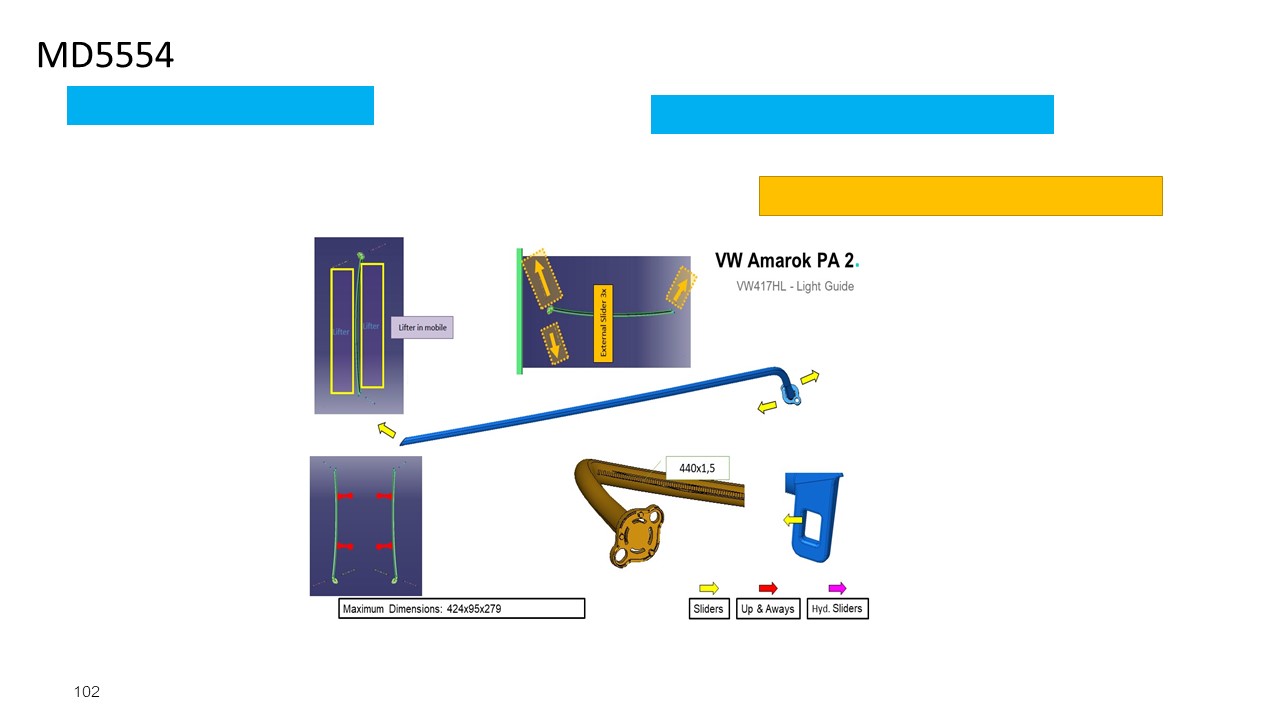 MD5554
VW Amarok PA 2.
VW417HL - Light Guide
Lifter
Lifter
Lifter in mobile
External Slider 3x
440x1,5
Maximum Dimensions: 424x95x279
Sliders
Up & Aways
Hyd. Sliders
102